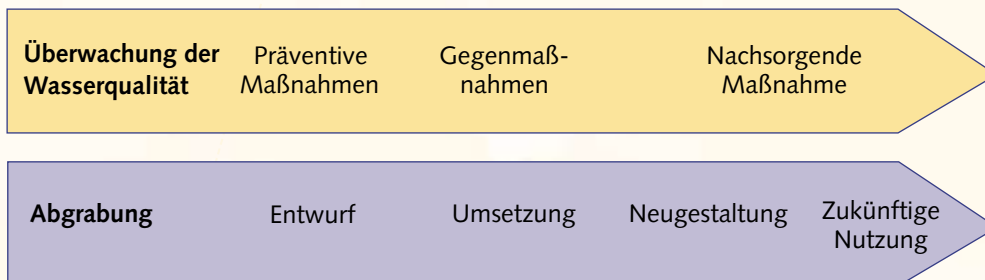 Überwachung der
Wasserqualität
Präventive
Maßnahmen
Gegenmaß-
nahmen
Nachsorgende
Maßnahme
Abgrabung
Entwurf
Umsetzung
Neugestaltung
Zukünftige
Nutzung